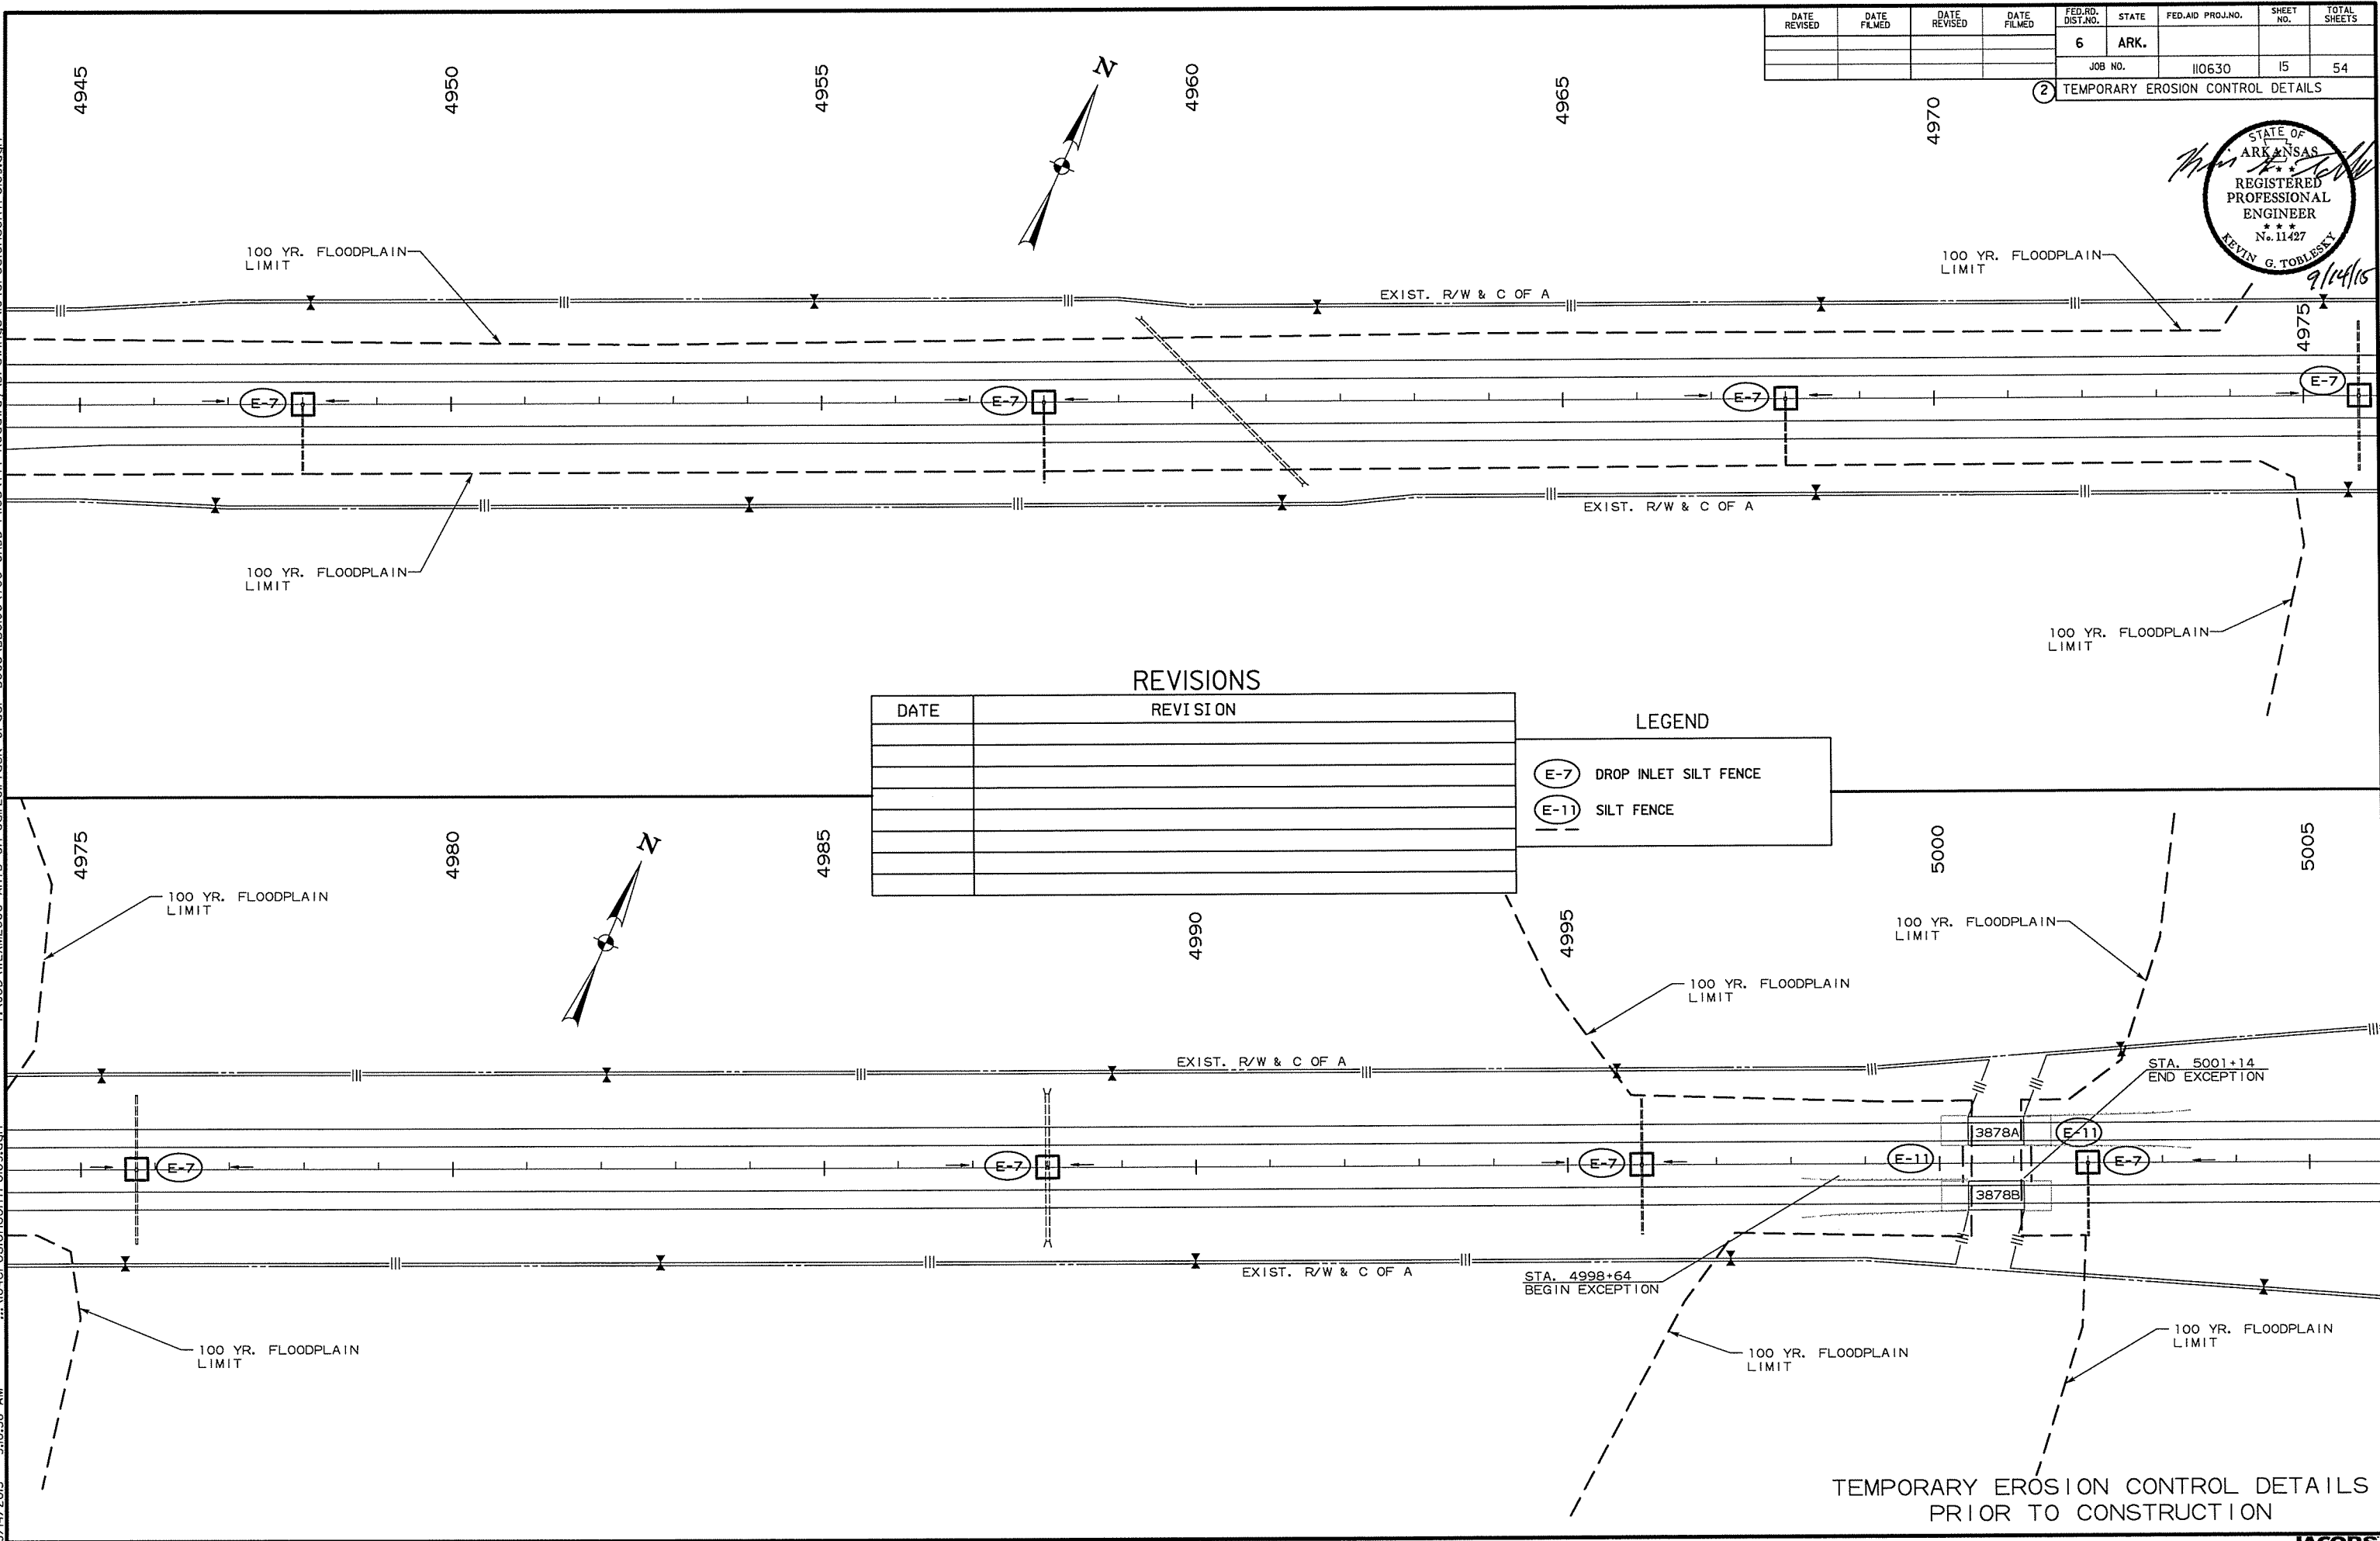 DATE REVISED
DATE FILMED
DATE REVISED
DATE FILMED
FED.RD. DIST.NO.
STATE
FED.AID PROJ.NO.
SHEET NO.
TOTAL SHEETS
6
ARK.
JOB NO.
110630
15
54
2
TEMPORARY EROSION CONTROL DETAILS
STATE OF
ARKANSAS
★ ★ ★
REGISTERED
PROFESSIONAL
ENGINEER
★ ★ ★
No. 11427
KEVIN G. TOBLESKY
9/14/15
4945
4950
4955
N
4960
4965
4970
4975
100 YR. FLOODPLAIN
LIMIT
100 YR. FLOODPLAIN
LIMIT
EXIST. R/W & C OF A
E-7
E-7
E-7
E-7
EXIST. R/W & C OF A
100 YR. FLOODPLAIN
LIMIT
100 YR. FLOODPLAIN
LIMIT
REVISIONS
DATE
REVISION
LEGEND
E-7 DROP INLET SILT FENCE
E-11 SILT FENCE
4975
4980
N
4985
4990
4995
5000
5005
100 YR. FLOODPLAIN
LIMIT
100 YR. FLOODPLAIN
LIMIT
100 YR. FLOODPLAIN
LIMIT
EXIST. R/W & C OF A
STA. 5001+14
END EXCEPTION
3878A
E-11
E-7
E-7
E-7
E-11
E-7
3878B
EXIST. R/W & C OF A
STA. 4998+64
BEGIN EXCEPTION
100 YR. FLOODPLAIN
LIMIT
100 YR. FLOODPLAIN
LIMIT
100 YR. FLOODPLAIN
LIMIT
TEMPORARY EROSION CONTROL DETAILS
PRIOR TO CONSTRUCTION